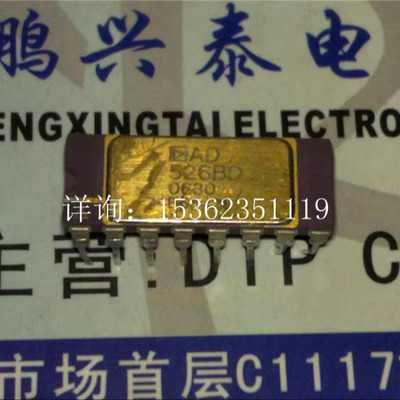 鹏兴泰电
ENGXINGTAIELECTRO
AD
526BD
0630
详询：15362351119
主营:DIP C
市场首层C1117